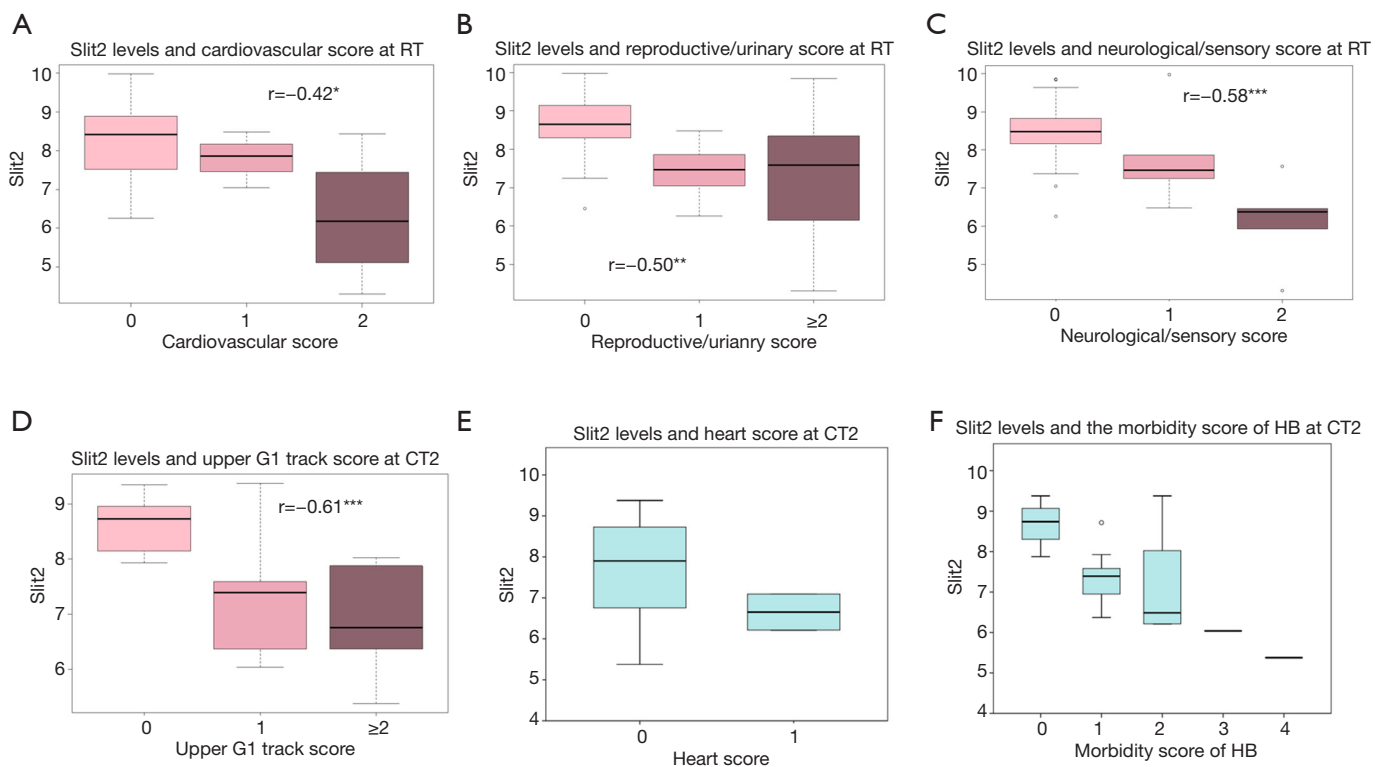 A
Slit2 levels and cardiovascular score at RT
r=−0.42*
Slit2
10
9
8
7
6
5
0 1 2
Cardiovascular score
B
Slit2 levels and reproductive/urinary score at RT
r=−0.50**
Slit2
10
9
8
7
6
5
0 1 ≥2
Reproductive/urianry score
C
Slit2 levels and neurological/sensory score at RT
r=−0.58***
Slit2
10
9
8
7
6
5
0 1 2
Neurological/sensory score
D
Slit2 levels and upper G1 track score at CT2
r=−0.61***
Slit2
9
8
7
6
0 1 ≥2
Upper G1 track score
E
Slit2 levels and heart score at CT2
Slit2
10
9
8
7
6
5
4
0 1
Heart score
F
Slit2 levels and the morbidity score of HB at CT2
Slit2
10
9
8
7
6
5
4
0 1 2 3 4
Morbidity score of HB